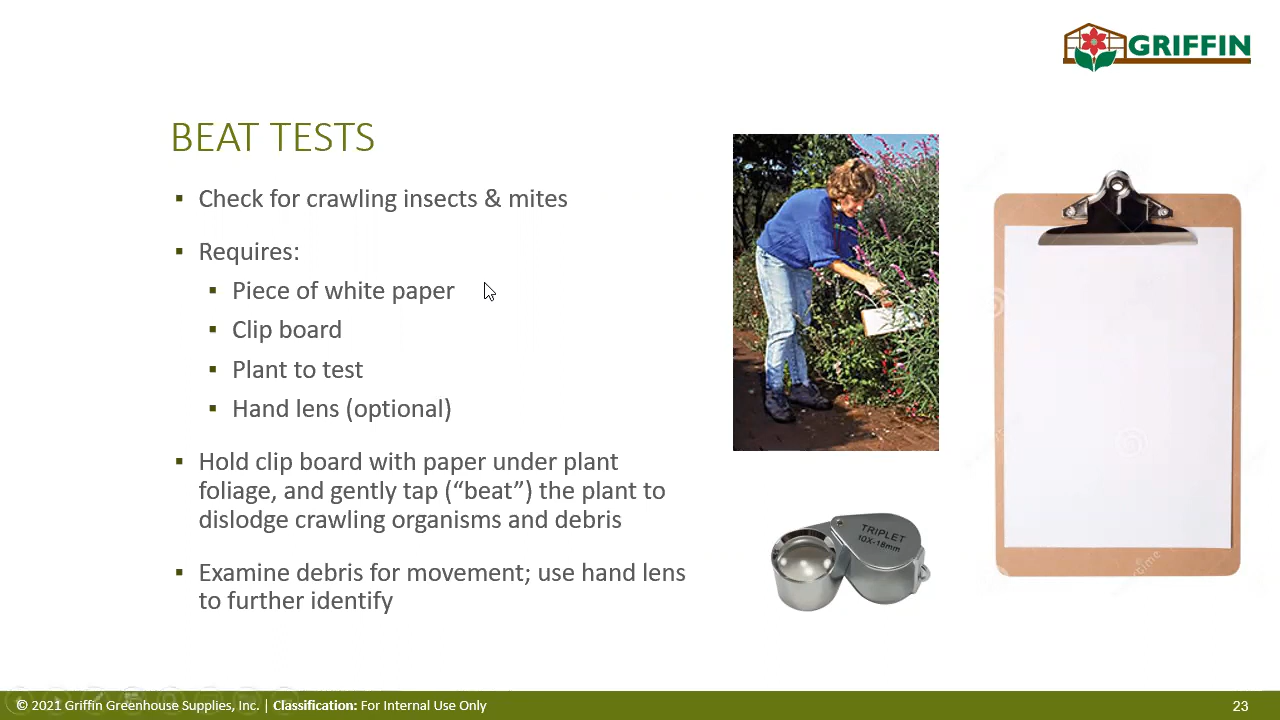 GRIFFIN
BEAT TESTS
▪ Check for crawling insects & mites
▪ Requires:
▪ Piece of white paper
▪ Clip board
▪ Plant to test
▪ Hand lens (optional)
▪ Hold clip board with paper under plant
foliage, and gently tap (“beat”) the plant to
dislodge crawling organisms and debris
▪ Examine debris for movement; use hand lens
to further identify
TRIPLET
10X-18mm
© 2021 Griffin Greenhouse Supplies, Inc. | Classification: For Internal Use Only
23